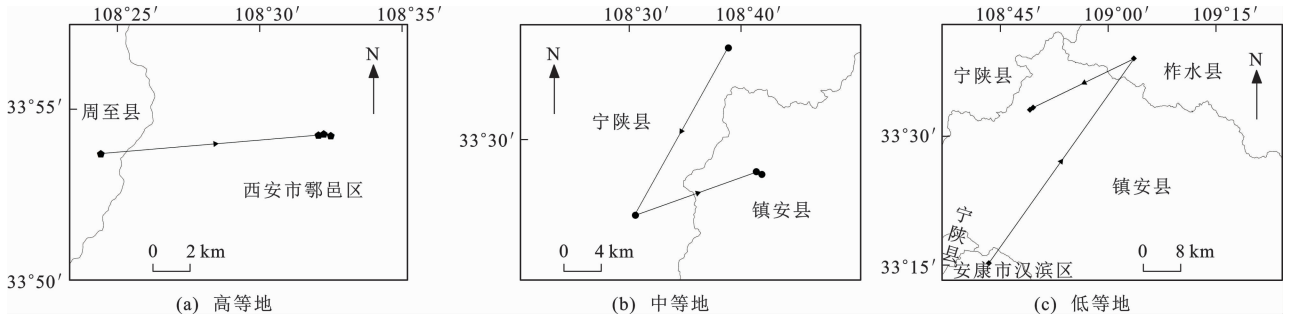 108°25′ 108°30′ 108°35′
33°55′
33°50′
周至县
西安市鄠邑区
N
0 2 km
(a) 高等地
108°30′ 108°40′
33°30′
N
宁陕县
镇安县
0 4 km
(b) 中等地
108°45′ 109°00′ 109°15′
33°30′
33°15′
宁陕县
柞水县
N
镇安县
宁陕县
安康市汉滨区
0 8 km
(c) 低等地